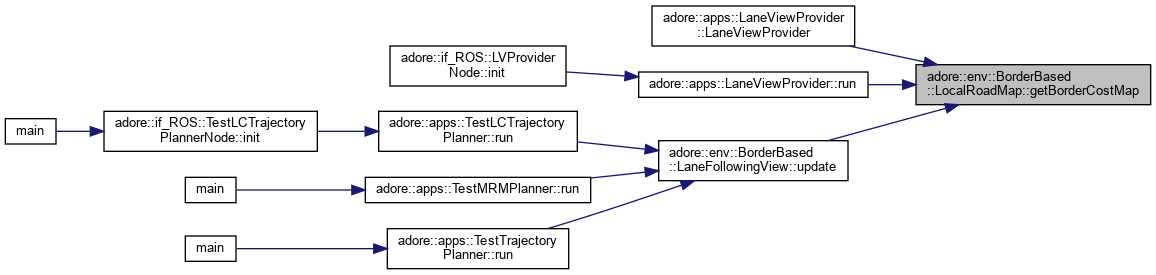 adore::apps::LaneViewProvider
::LaneViewProvider
adore::if_ROS::LVProvider
Node::init
adore::apps::LaneViewProvider::run
adore::env::BorderBased
::LocalRoadMap::getBorderCostMap
main
adore::if_ROS::TestLCTrajectory
PlannerNode::init
adore::apps::TestLCTrajectory
Planner::run
adore::env::BorderBased
::LaneFollowingView::update
main
adore::apps::TestMRMPlanner::run
main
adore::apps::TestTrajectory
Planner::run